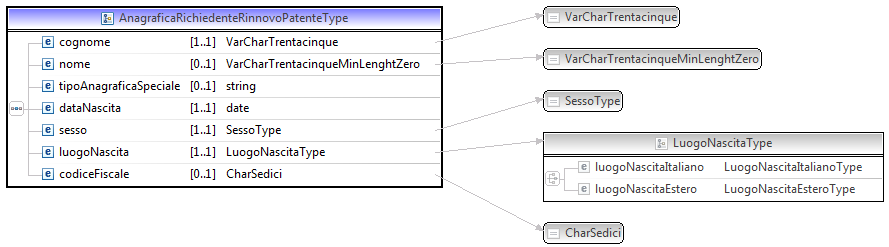 AnagraficaRichiedenteRinnovoPatenteType
e cognome [1..1] VarCharTrentacinque
e nome [0..1] VarCharTrentacinqueMinLenghtZero
e tipoAnagraficaSpeciale [0..1] string
e dataNascita [1..1] date
e sesso [1..1] SessoType
e luogoNascita [1..1] LuogoNascitaType
e codiceFiscale [0..1] CharSedici
VarCharTrentacinque
VarCharTrentacinqueMinLenghtZero
SessoType
LuogoNascitaType
e luogoNascitaItaliano LuogoNascitaItalianoType
e luogoNascitaEstero LuogoNascitaEsteroType
CharSedici